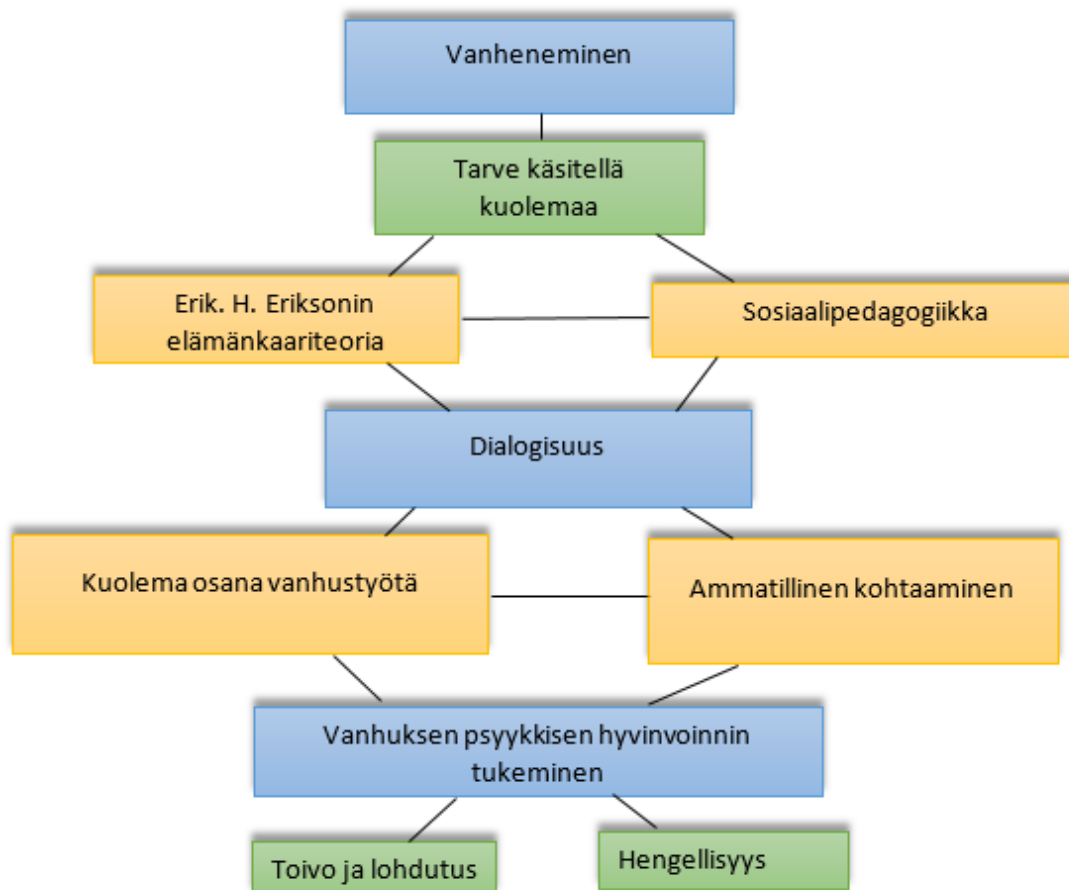 Vanheneminen
Tarve käsitellä
kuolemaa
Erik. H. Eriksonin
elämänkaariteoria
Sosiaalipedagogiikka
Dialogisuus
Kuolema osana vanhustyötä
Ammatillinen kohtaaminen
Vanhuksen psyykkisen hyvinvoinnin
tukeminen
Toivo ja lohdutus
Hengellisyys